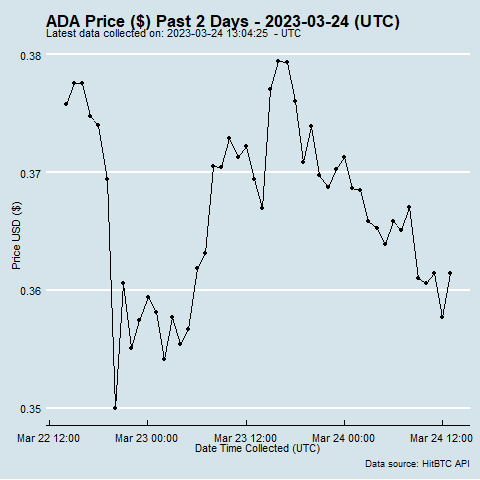 ADA Price ($) Past 2 Days - 2023-03-24 (UTC)
Latest data collected on: 2023-03-24 13:04:25  - UTC
0.38
0.37
0.36
0.35
Price USD ($)
Mar 22 12:00 Mar 23 00:00 Mar 23 12:00 Mar 24 00:00 Mar 24 12:00
Date Time Collected (UTC)
Data source: HitBTC API